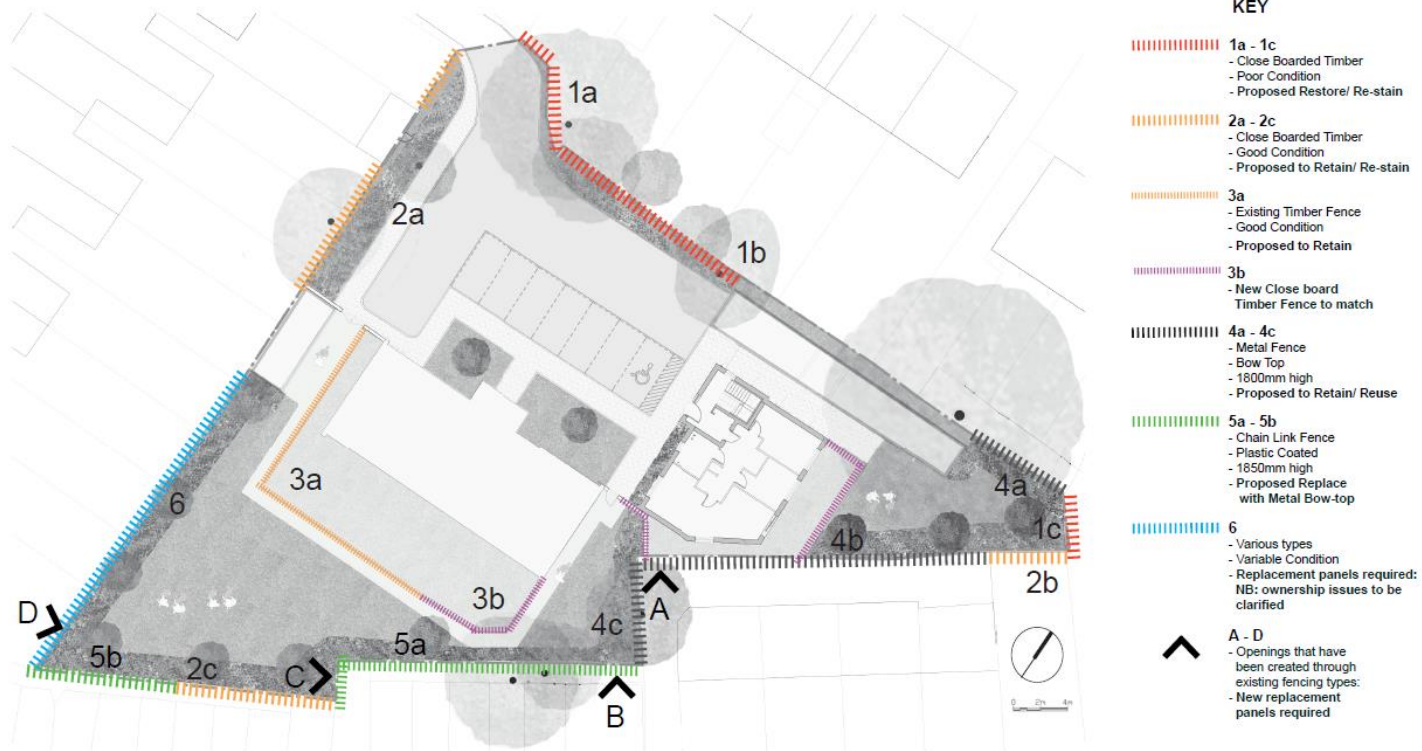 1a
1b
2a
3a
6
3b
4a
1c
4b
2b
A
4c
5a
D
5b
2c
C
B
0 2m 4m
KEY
1a - 1c
- Close Boarded Timber
- Poor Condition
- Proposed Restore/ Re-stain
2a - 2c
- Close Boarded Timber
- Good Condition
- Proposed to Retain/ Re-stain
3a
- Existing Timber Fence
- Good Condition
- Proposed to Retain
3b
- New Close board
Timber Fence to match
4a - 4c
- Metal Fence
- Bow Top
- 1800mm high
- Proposed to Retain/ Reuse
5a - 5b
- Chain Link Fence
- Plastic Coated
- 1850mm high
- Proposed Replace
with Metal Bow-top
6
- Various types
- Variable Condition
- Replacement panels required:
NB: ownership issues to be
clarified
A - D
- Openings that have
been created through
existing fencing types:
- New replacement
panels required